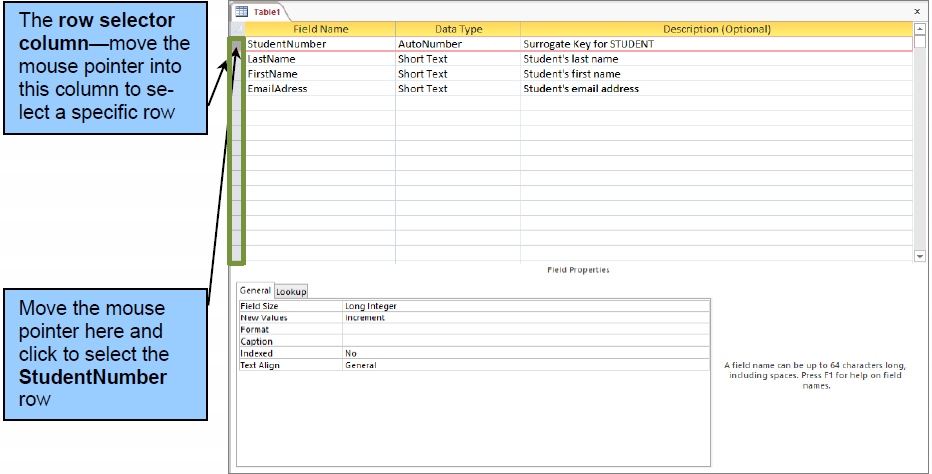 The row selector
column—move the
mouse pointer into
this column to se-
lect a specific row
Move the mouse
pointer here and
click to select the
StudentNumber
row
Table1
Field Name Data Type Description (Optional)
StudentNumber AutoNumber Surrogate Key for STUDENT
LastName Short Text Student's last name
FirstName Short Text Student's first name
EmailAdress Short Text Student's email address
Field Properties
General Lookup
Field Size Long Integer
New Values Increment
Format
Caption
Indexed No
Text Align General
A field name can be up to 64 characters long,
including spaces. Press F1 for help on field
names.